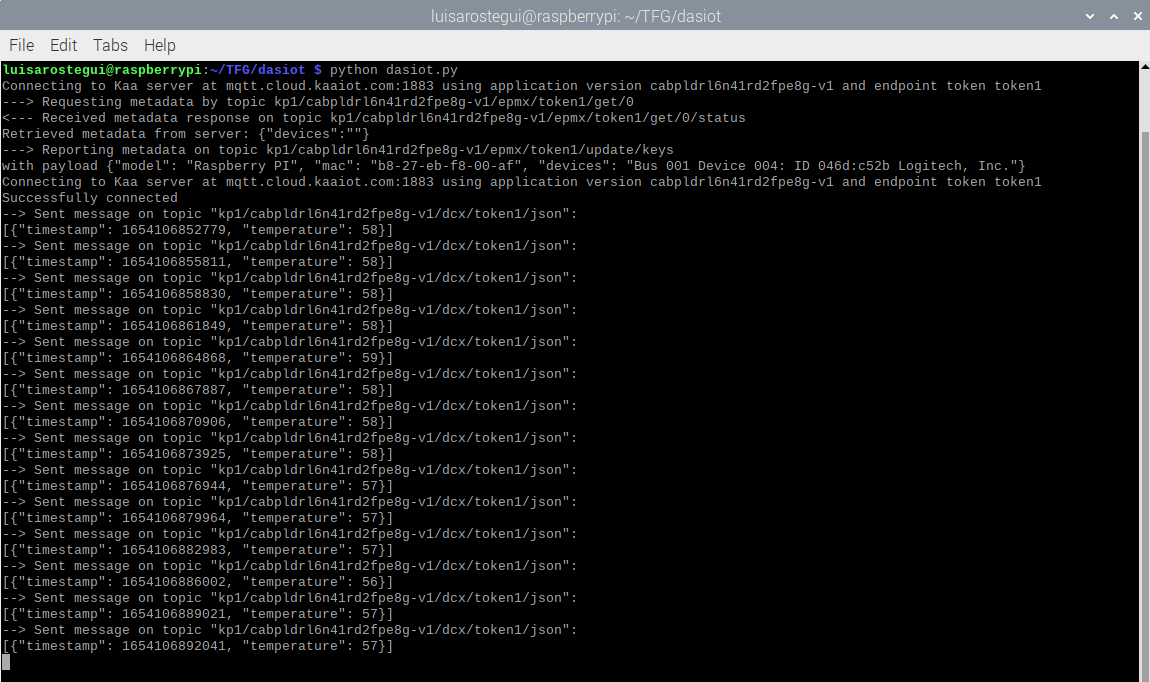 luisarostegui@raspberrypi: ~/TFG/dasiot
File Edit Tabs Help
luisarostegui@raspberrypi:~/TFG/dasiot $ python dasiot.py
Connecting to Kaa server at mqtt.cloud.kaaiot.com:1883 using application version cabpldrl6n41rd2fpe8g-v1 and endpoint token token1
---> Requesting metadata by topic kp1/cabpldrl6n41rd2fpe8g-v1/epmx/token1/get/0
<--- Received metadata response on topic kp1/cabpldrl6n41rd2fpe8g-v1/epmx/token1/get/0/status
Retrieved metadata from server: {"devices":""}
---> Reporting metadata on topic kp1/cabpldrl6n41rd2fpe8g-v1/epmx/token1/update/keys
with payload {"model": "Raspberry PI", "mac": "b8-27-eb-f8-00-af", "devices": "Bus 001 Device 004: ID 046d:c52b Logitech, Inc."}
Connecting to Kaa server at mqtt.cloud.kaaiot.com:1883 using application version cabpldrl6n41rd2fpe8g-v1 and endpoint token token1
Successfully connected
--> Sent message on topic "kp1/cabpldrl6n41rd2fpe8g-v1/dcx/token1/json":
[{"timestamp": 1654106852779, "temperature": 58}]
--> Sent message on topic "kp1/cabpldrl6n41rd2fpe8g-v1/dcx/token1/json":
[{"timestamp": 1654106855811, "temperature": 58}]
--> Sent message on topic "kp1/cabpldrl6n41rd2fpe8g-v1/dcx/token1/json":
[{"timestamp": 1654106858830, "temperature": 58}]
--> Sent message on topic "kp1/cabpldrl6n41rd2fpe8g-v1/dcx/token1/json":
[{"timestamp": 1654106861849, "temperature": 58}]
--> Sent message on topic "kp1/cabpldrl6n41rd2fpe8g-v1/dcx/token1/json":
[{"timestamp": 1654106864868, "temperature": 59}]
--> Sent message on topic "kp1/cabpldrl6n41rd2fpe8g-v1/dcx/token1/json":
[{"timestamp": 1654106867887, "temperature": 58}]
--> Sent message on topic "kp1/cabpldrl6n41rd2fpe8g-v1/dcx/token1/json":
[{"timestamp": 1654106870906, "temperature": 58}]
--> Sent message on topic "kp1/cabpldrl6n41rd2fpe8g-v1/dcx/token1/json":
[{"timestamp": 1654106873925, "temperature": 58}]
--> Sent message on topic "kp1/cabpldrl6n41rd2fpe8g-v1/dcx/token1/json":
[{"timestamp": 1654106876944, "temperature": 57}]
--> Sent message on topic "kp1/cabpldrl6n41rd2fpe8g-v1/dcx/token1/json":
[{"timestamp": 1654106879964, "temperature": 57}]
--> Sent message on topic "kp1/cabpldrl6n41rd2fpe8g-v1/dcx/token1/json":
[{"timestamp": 1654106882983, "temperature": 57}]
--> Sent message on topic "kp1/cabpldrl6n41rd2fpe8g-v1/dcx/token1/json":
[{"timestamp": 1654106886002, "temperature": 56}]
--> Sent message on topic "kp1/cabpldrl6n41rd2fpe8g-v1/dcx/token1/json":
[{"timestamp": 1654106889021, "temperature": 57}]
--> Sent message on topic "kp1/cabpldrl6n41rd2fpe8g-v1/dcx/token1/json":
[{"timestamp": 1654106892041, "temperature": 57}]